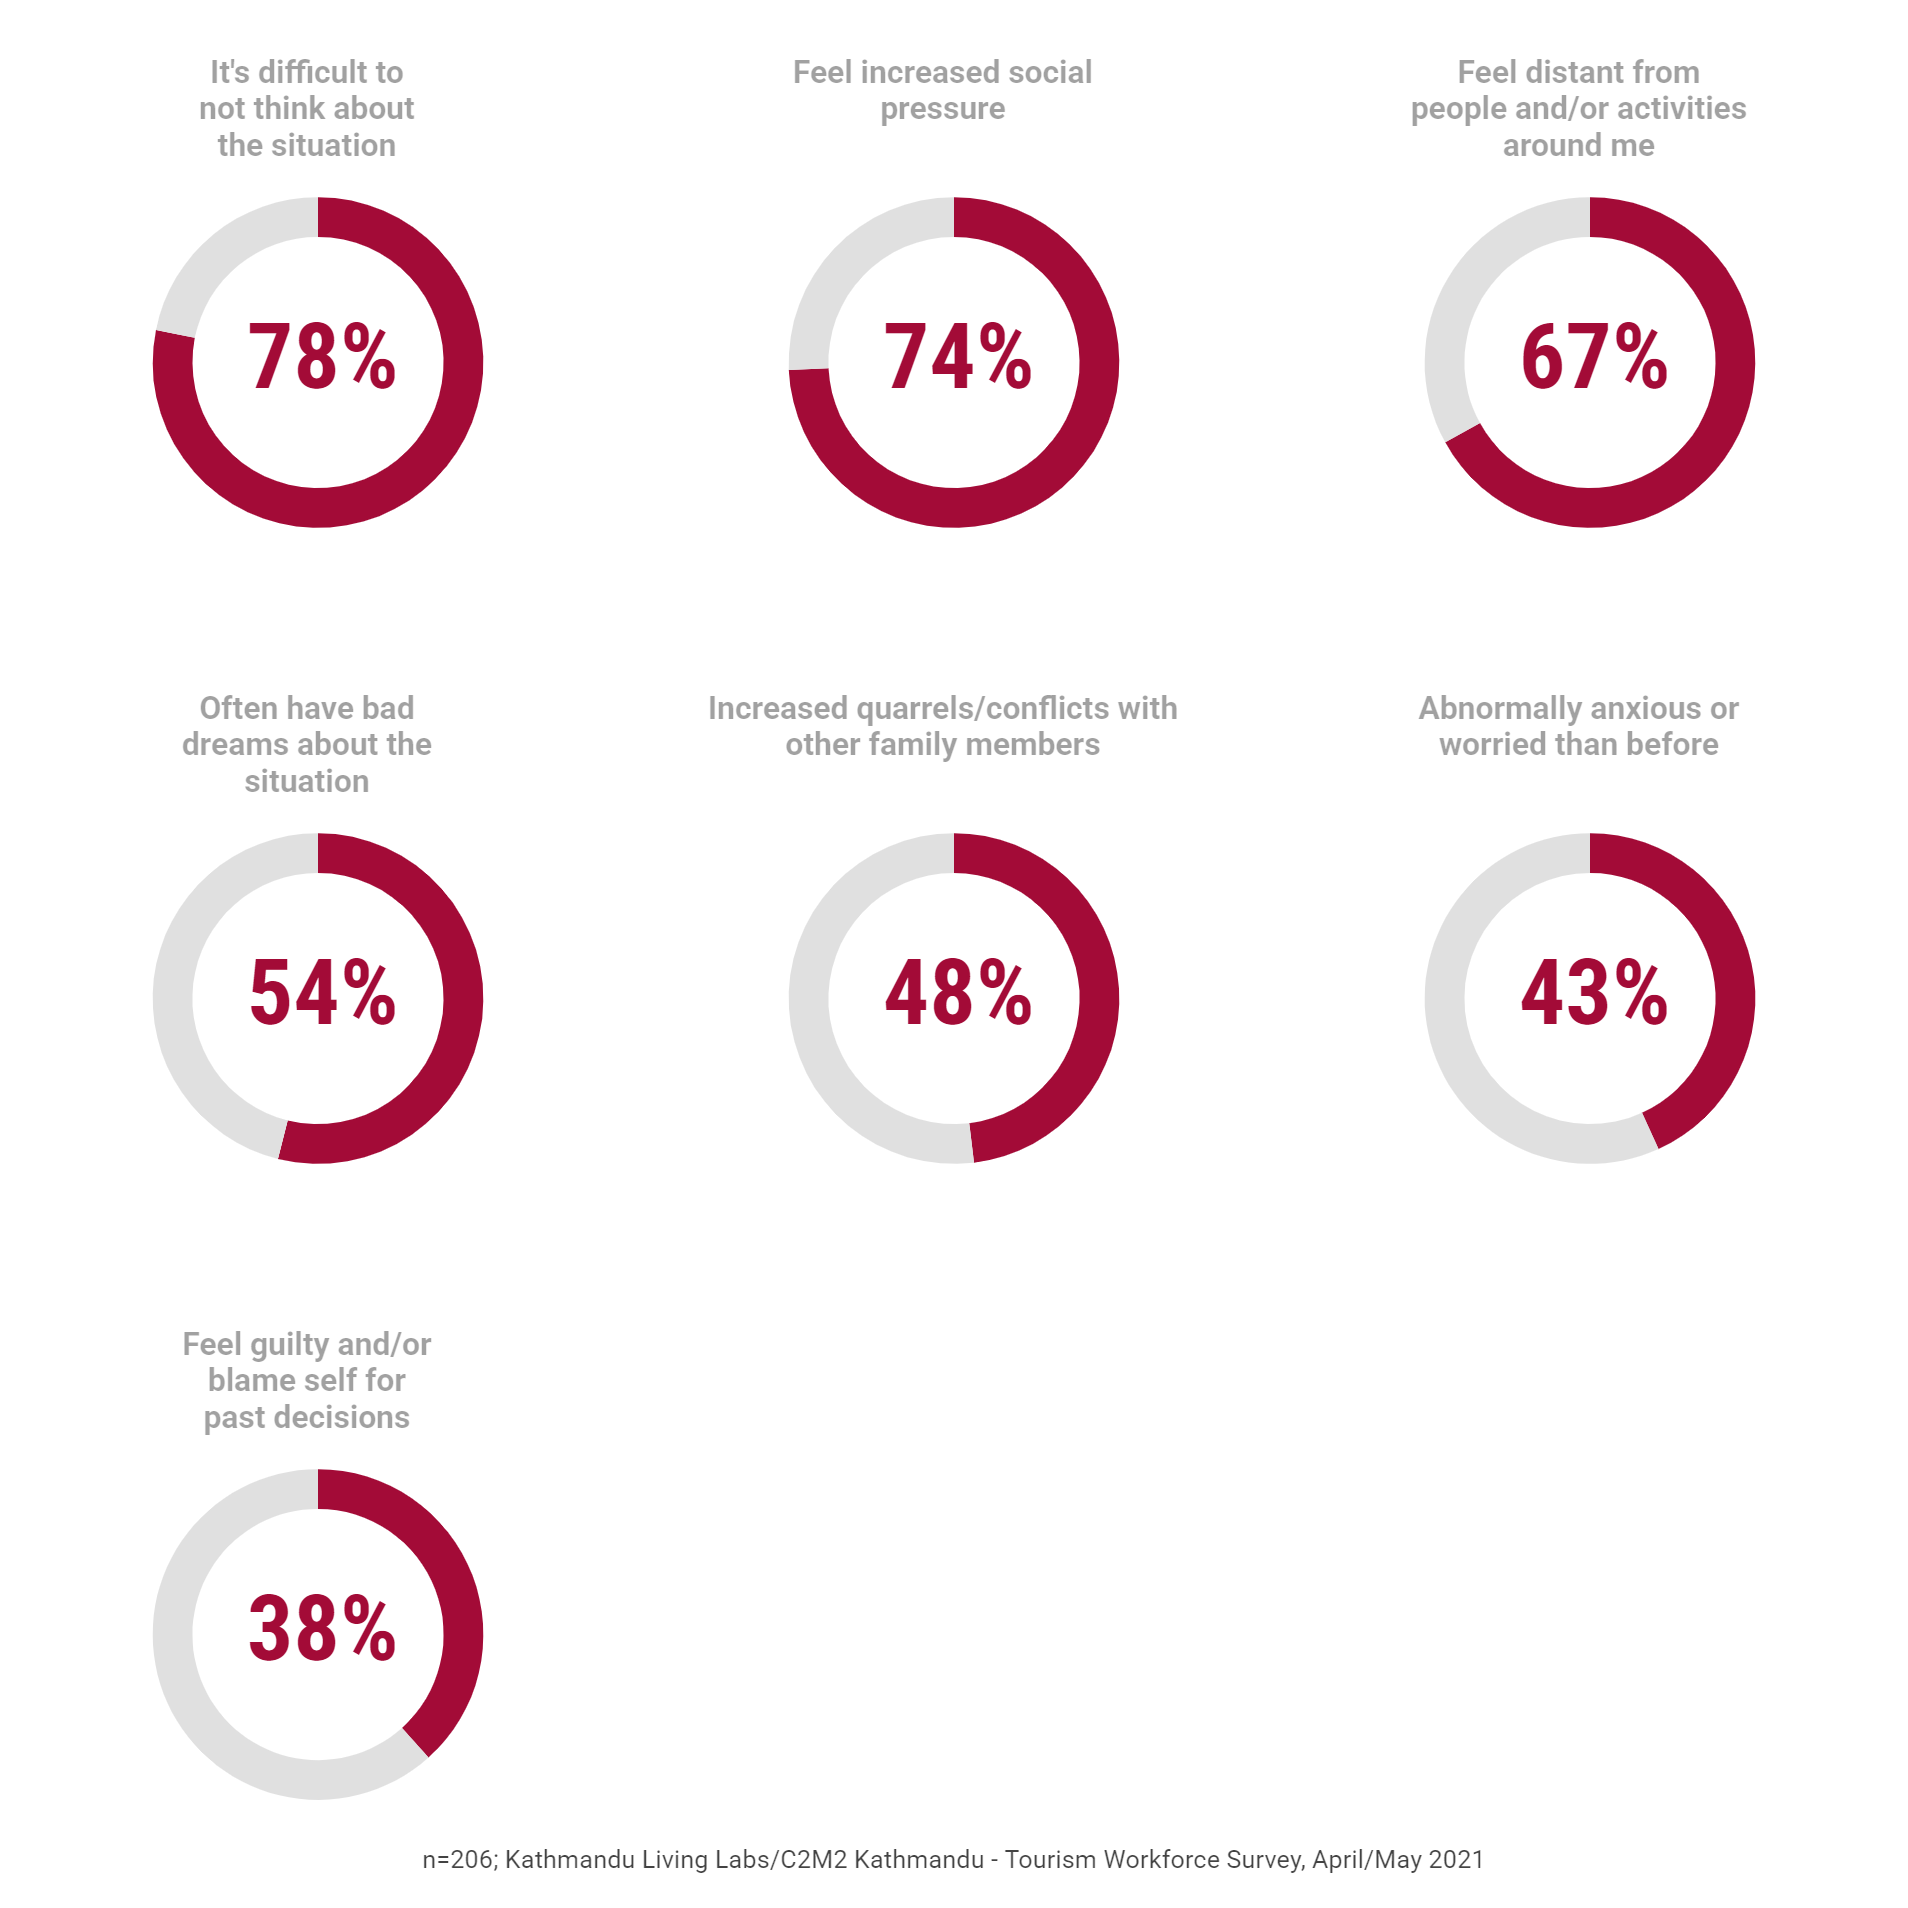 It's difficult to
not think about
the situation
78%
Feel increased social
pressure
74%
Feel distant from
people and/or activities
around me
67%
Often have bad
dreams about the
situation
54%
Increased quarrels/conflicts with
other family members
48%
Abnormally anxious or
worried than before
43%
Feel guilty and/or
blame self for
past decisions
38%
n=206; Kathmandu Living Labs/C2M2 Kathmandu - Tourism Workforce Survey, April/May 2021